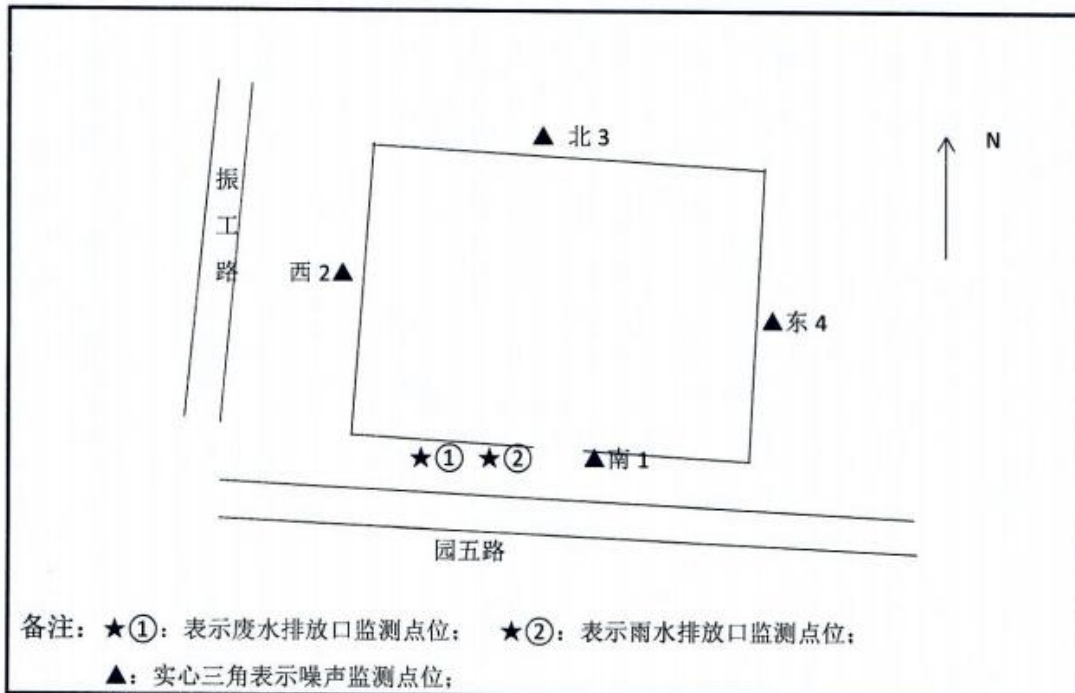 ▲ 北 3
N
振工路
西 2▲
▲东 4
★① ★② ▲南 1
园五路
备注：★①：表示废水排放口监测点位； ★②：表示雨水排放口监测点位；
▲：实心三角表示噪声监测点位；